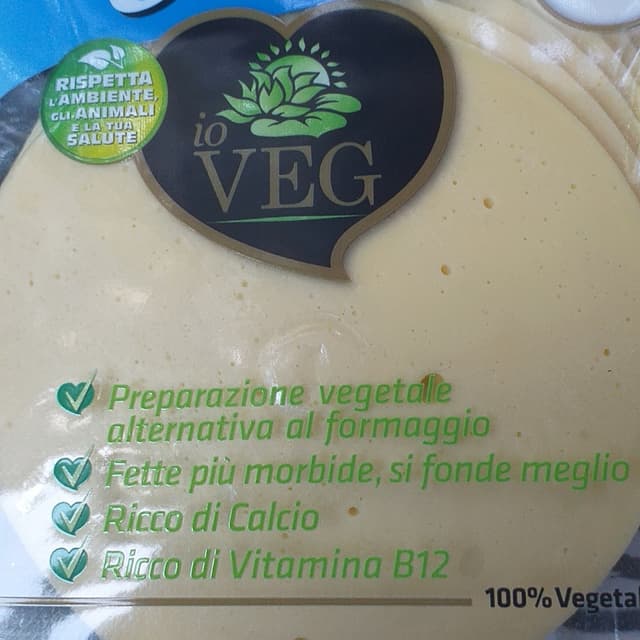 RISPETTA
L'AMBIENTE,
GLI ANIMALI
E LA TUA
SALUTE
io
VEG
Preparazione vegetale
alternativa al formaggio
Fette più morbide, si fonde meglio
Ricco di Calcio
Ricco di Vitamina B12
100%